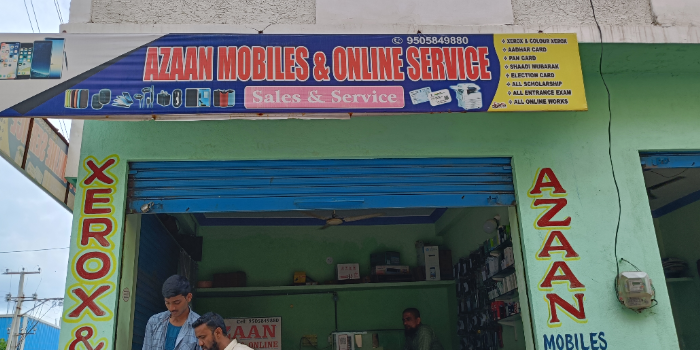 9505849880
AZAAN MOBILES & ONLINE SERVICE
Sales & Service
XEROX & COLOUR XEROX
AADHAR CARD
PAN CARD
SHAADI MUBARAK
ELECTION CARD
ALL SCHOLARSHIP
ALL ENTRANCE EXAM
ALL ONLINE WORKS
XEROX &
AZAAN
MOBILES
AZAAN
ONLINE